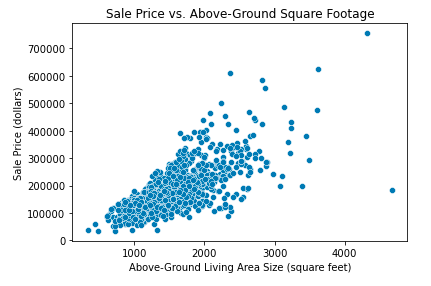 Sale Price vs. Above-Ground Square Footage
700000
600000
500000
400000
300000
200000
100000
0
Sale Price (dollars)
1000 2000 3000 4000
Above-Ground Living Area Size (square feet)